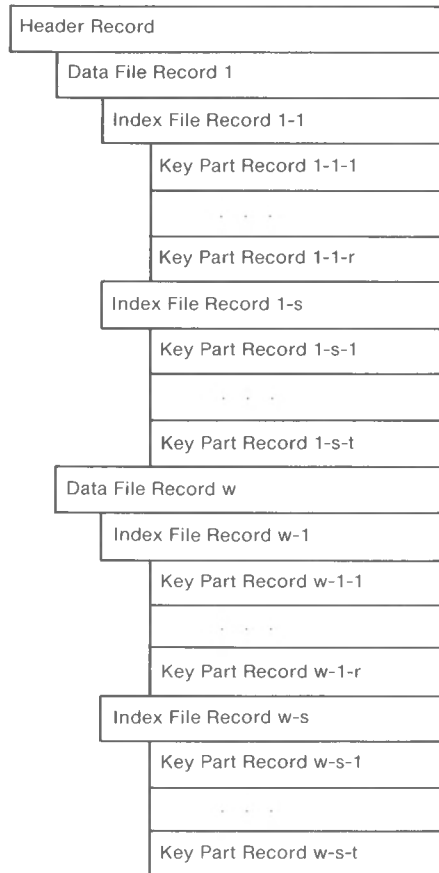 Header Record
Data File Record 1
Index File Record 1-1
Key Part Record 1-1-1
. . .
Key Part Record 1-1-r
Index File Record 1-s
Key Part Record 1-s-1
. . .
Key Part Record 1-s-t
Data File Record w
Index File Record w-1
Key Part Record w-1-1
. . .
Key Part Record w-1-r
Index File Record w-s
Key Part Record w-s-1
. . .
Key Part Record w-s-t